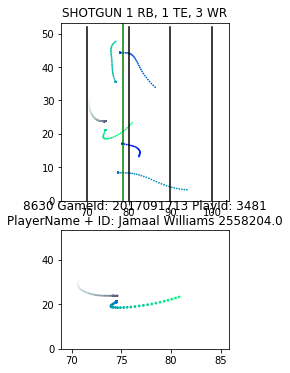 SHOTGUN 1 RB, 1 TE, 3 WR
50
40
30
20
10
0
70 80 90 100
8630 GameId: 2017091713 PlayId: 3481
PlayerName + ID: Jamaal Williams 2558204.0
40
20
0
70 75 80 85